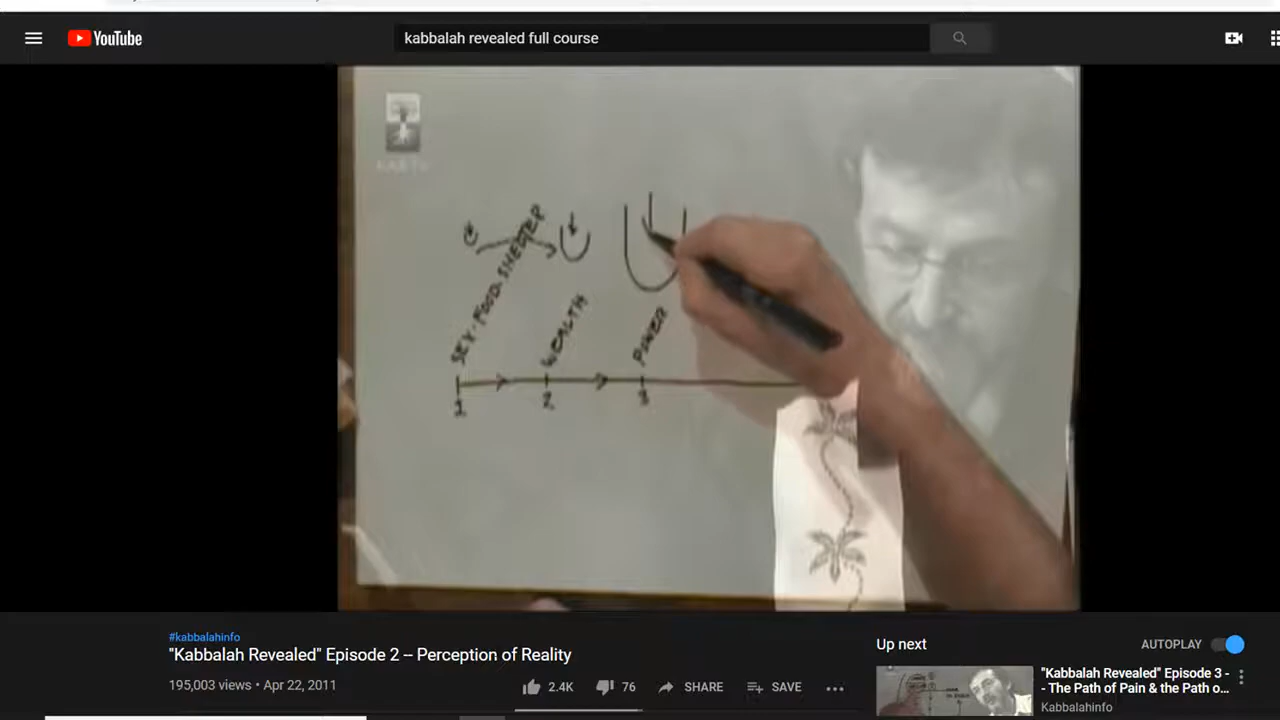 YouTube
kabbalah revealed full course
KAB TV
SEX-FOOD-SHELTER
WEALTH
POWER
1
2
3
#kabbalahinfo
"Kabbalah Revealed" Episode 2 -- Perception of Reality
195,003 views • Apr 22, 2011
2.4K
76
SHARE
SAVE
Up next
AUTOPLAY
"Kabbalah Revealed" Episode 3 -
- The Path of Pain & the Path o...
Kabbalahinfo